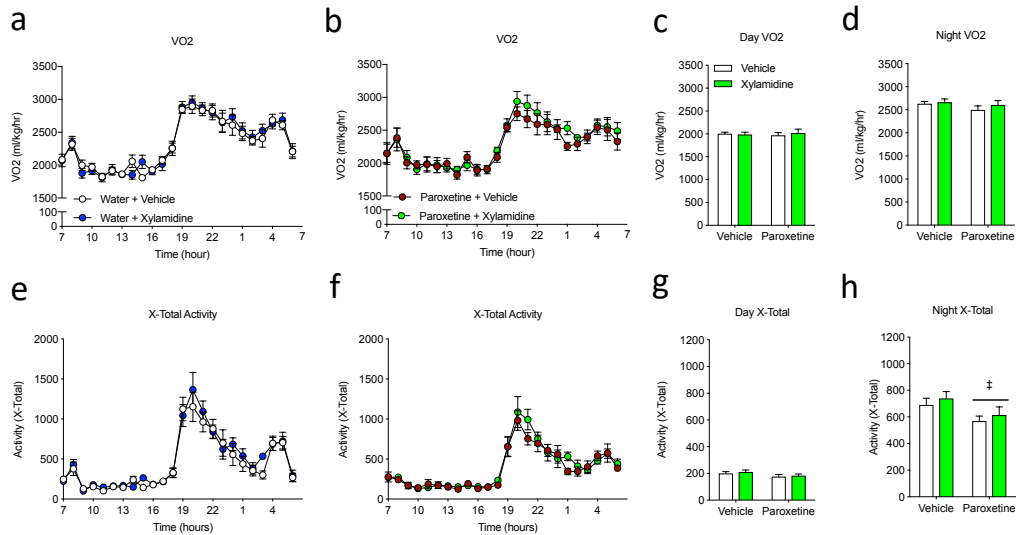 a
VO2
3500
3000
2500
2000
1500
100
0
VO2 (ml/kg/hr)
Water + Vehicle
Water + Xylamidine
7 10 13 16 19 22 1 4 7
Time (hour)
b
VO2
3500
3000
2500
2000
1500
100
0
VO2 (ml/kg/hr)
Paroxetine + Vehicle
Paroxetine + Xylamidine
7 10 13 16 19 22 1 4 7
Time (hour)
c
Day VO2
3500
3000
2500
2000
1500
1000
500
0
VO2 (ml/kg/hr)
Vehicle
Xylamidine
Vehicle Paroxetine
d
Night VO2
3500
3000
2500
2000
1500
1000
500
0
VO2 (ml/kg/hr)
Vehicle Paroxetine
e
X-Total Activity
2000
1500
1000
500
0
Activity (X-Total)
7 10 13 16 19 22 1 4
Time (hours)
f
X-Total Activity
2000
1500
1000
500
0
Activity (X-Total)
7 10 13 16 19 22 1 4
Time (hours)
g
Day X-Total
1200
1000
800
600
400
200
0
Activity (X-Total)
Vehicle Paroxetine
h
Night X-Total
1200
1000
800
600
400
200
0
Activity (X-Total)
‡
Vehicle Paroxetine